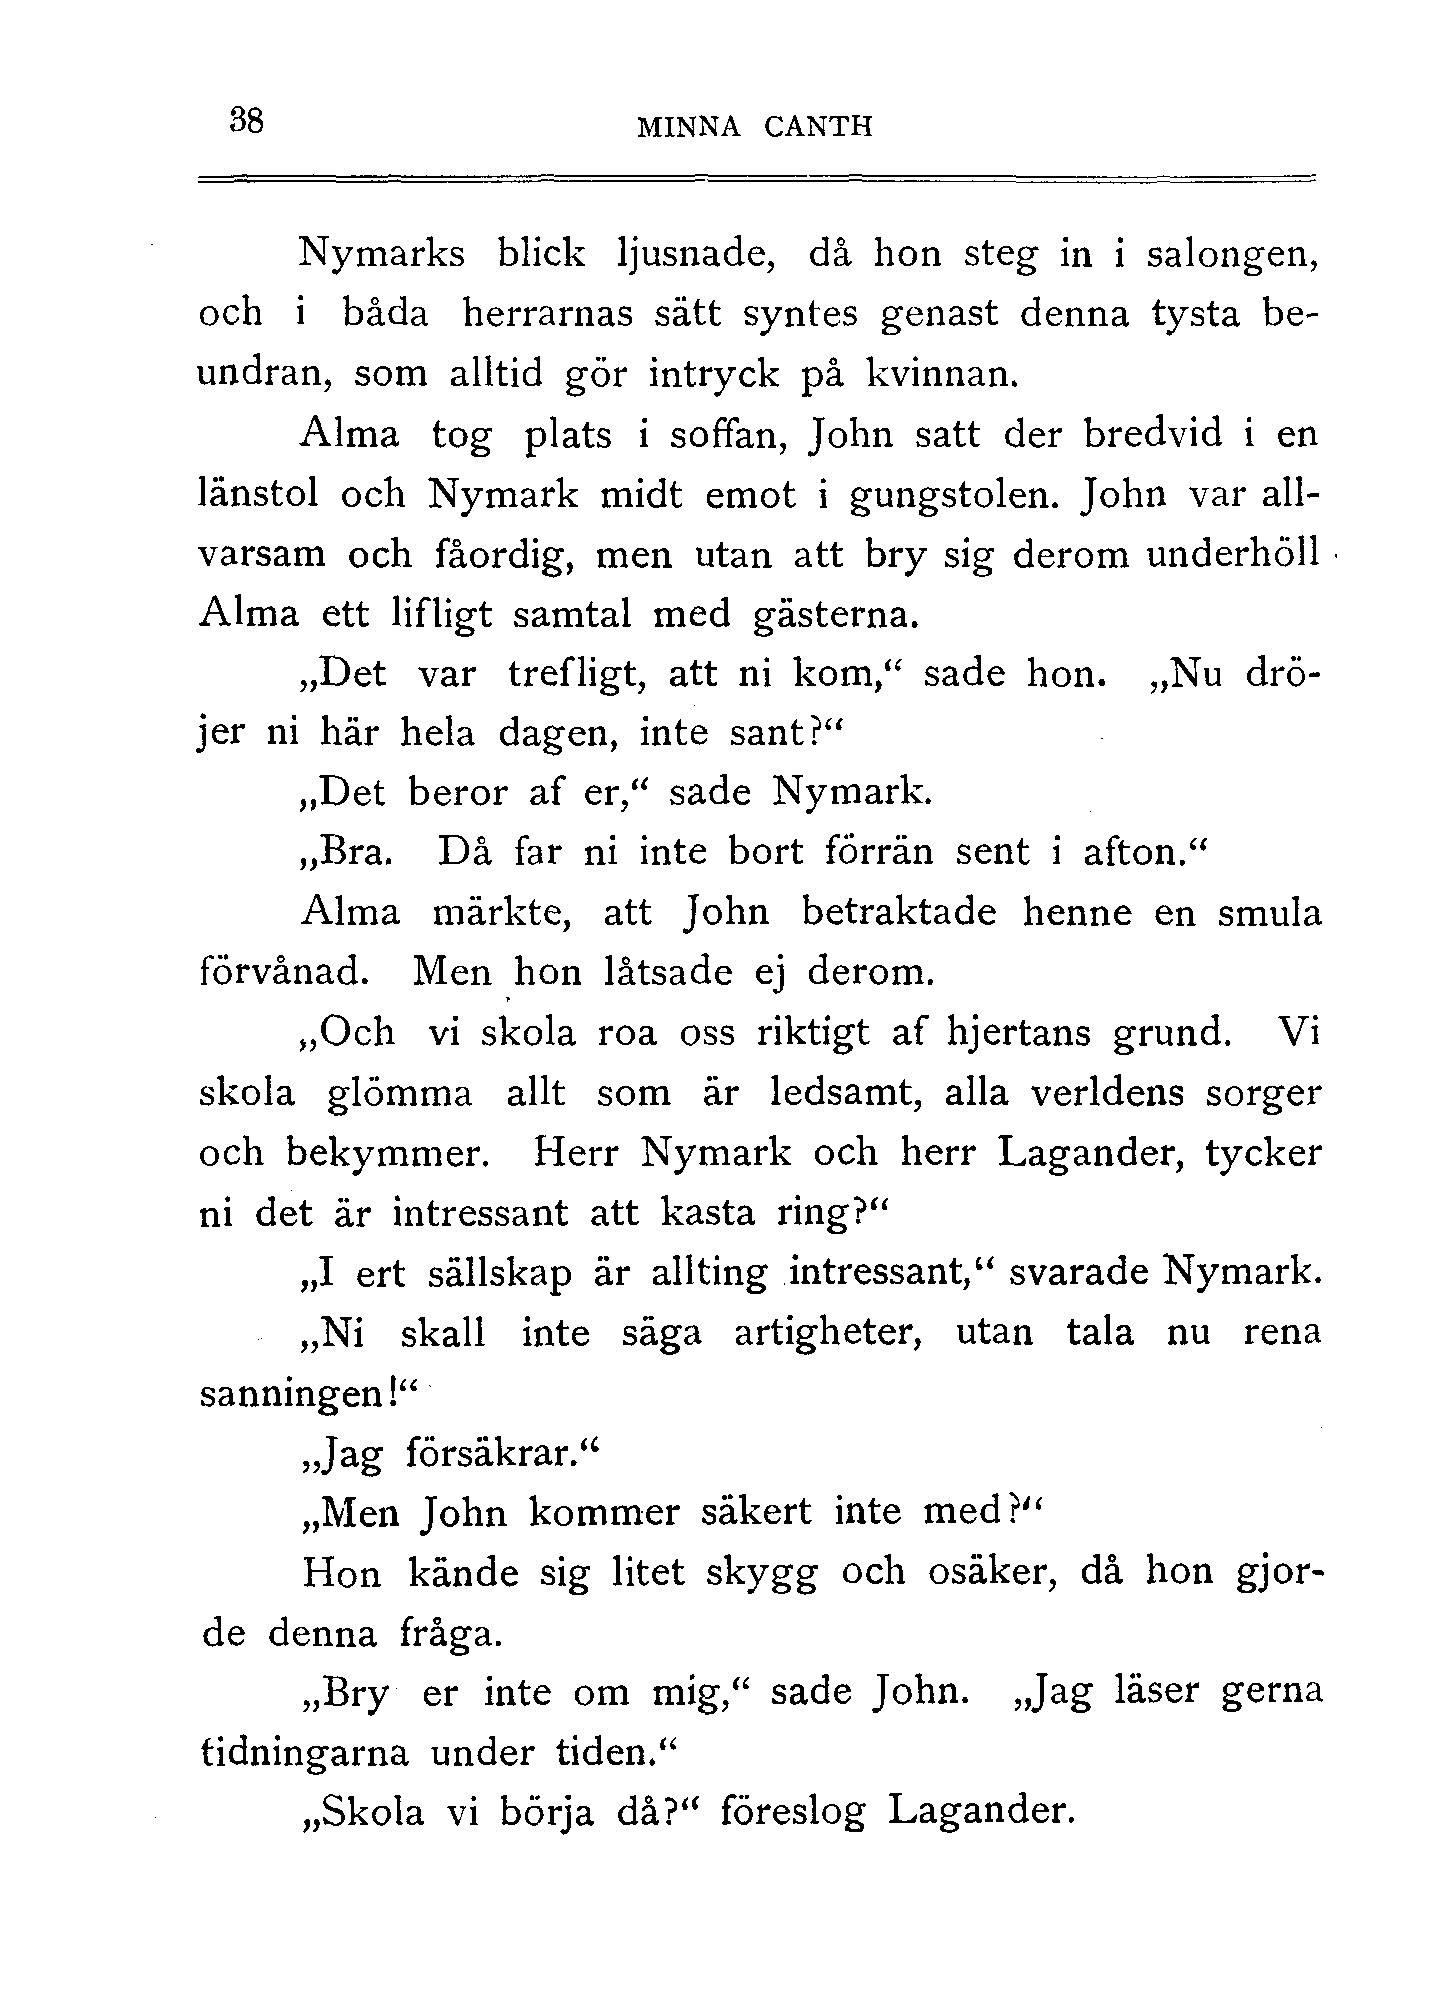 38
MINNA CANTH
Nymarks blick ljusnade, då hon steg in i salongen,
och i båda herrarnas sätt syntes genast denna tysta be-
undran, som alltid gör intryck på kvinnan.
Alma tog plats i soffan, John satt der bredvid i en
länstol och Nymark midt emot i gungstolen. John var all-
varsam och fåordig, men utan att bry sig derom underhöll
Alma ett lifligt samtal med gästerna.
„Det var trefligt, att ni kom,“ sade hon. „Nu drö-
jer ni här hela dagen, inte sant?“
„Det beror af er,“ sade Nymark.
„Bra. Då far ni inte bort förrän sent i afton.“
Alma märkte, att John betraktade henne en smula
förvånad. Men hon låtsade ej derom.
„Och vi skola roa oss riktigt af hjertans grund. Vi
skola glömma allt som är ledsamt, alla verldens sorger
och bekymmer. Herr Nymark och herr Lagander, tycker
ni det är intressant att kasta ring?“
„I ert sällskap är allting intressant,“ svarade Nymark.
„Ni skall inte säga artigheter, utan tala nu rena
sanningen!“
„Jag försäkrar.“
„Men John kommer säkert inte med?“
Hon kände sig litet skygg och osäker, då hon gjor-
de denna fråga.
„Bry er inte om mig,“ sade John. „Jag läser gerna
tidningarna under tiden.“
„Skola vi börja då?“ föreslog Lagander.